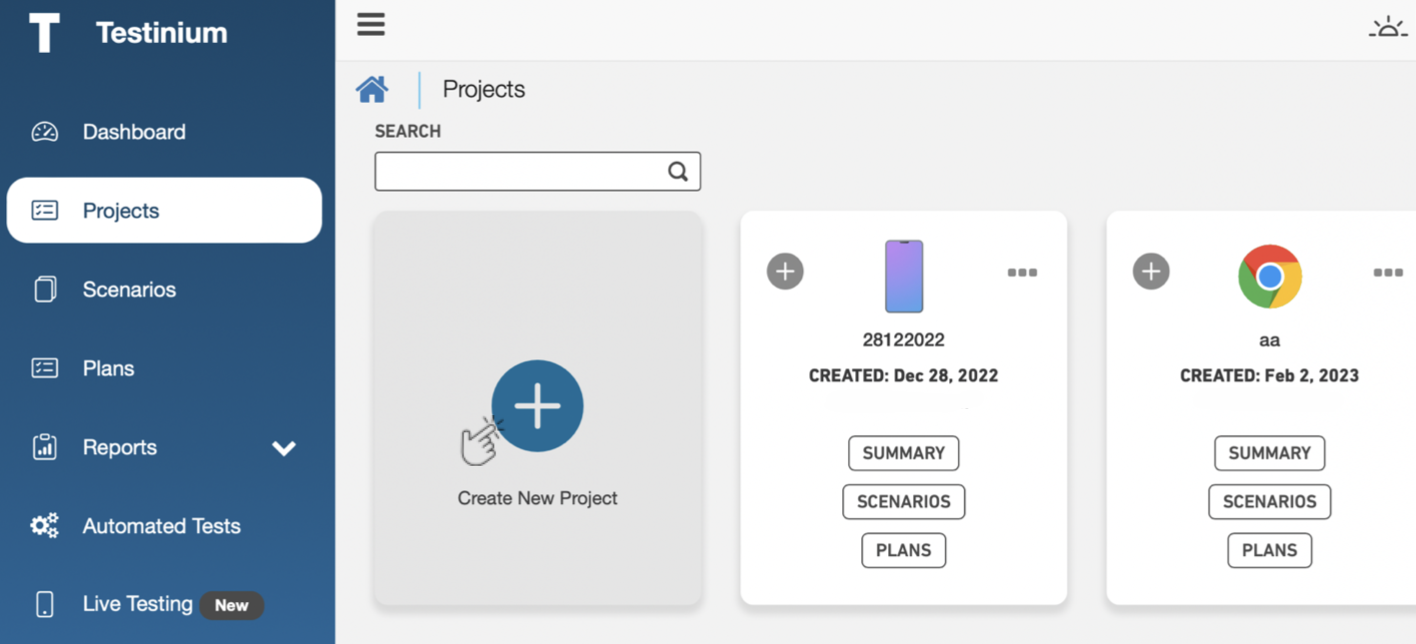 T Testinium
Dashboard
Projects
Scenarios
Plans
Reports
Automated Tests
Live Testing New
Projects
SEARCH
Create New Project
28122022
CREATED: Dec 28, 2022
SUMMARY
SCENARIOS
PLANS
aa
CREATED: Feb 2, 2023
SUMMARY
SCENARIOS
PLANS